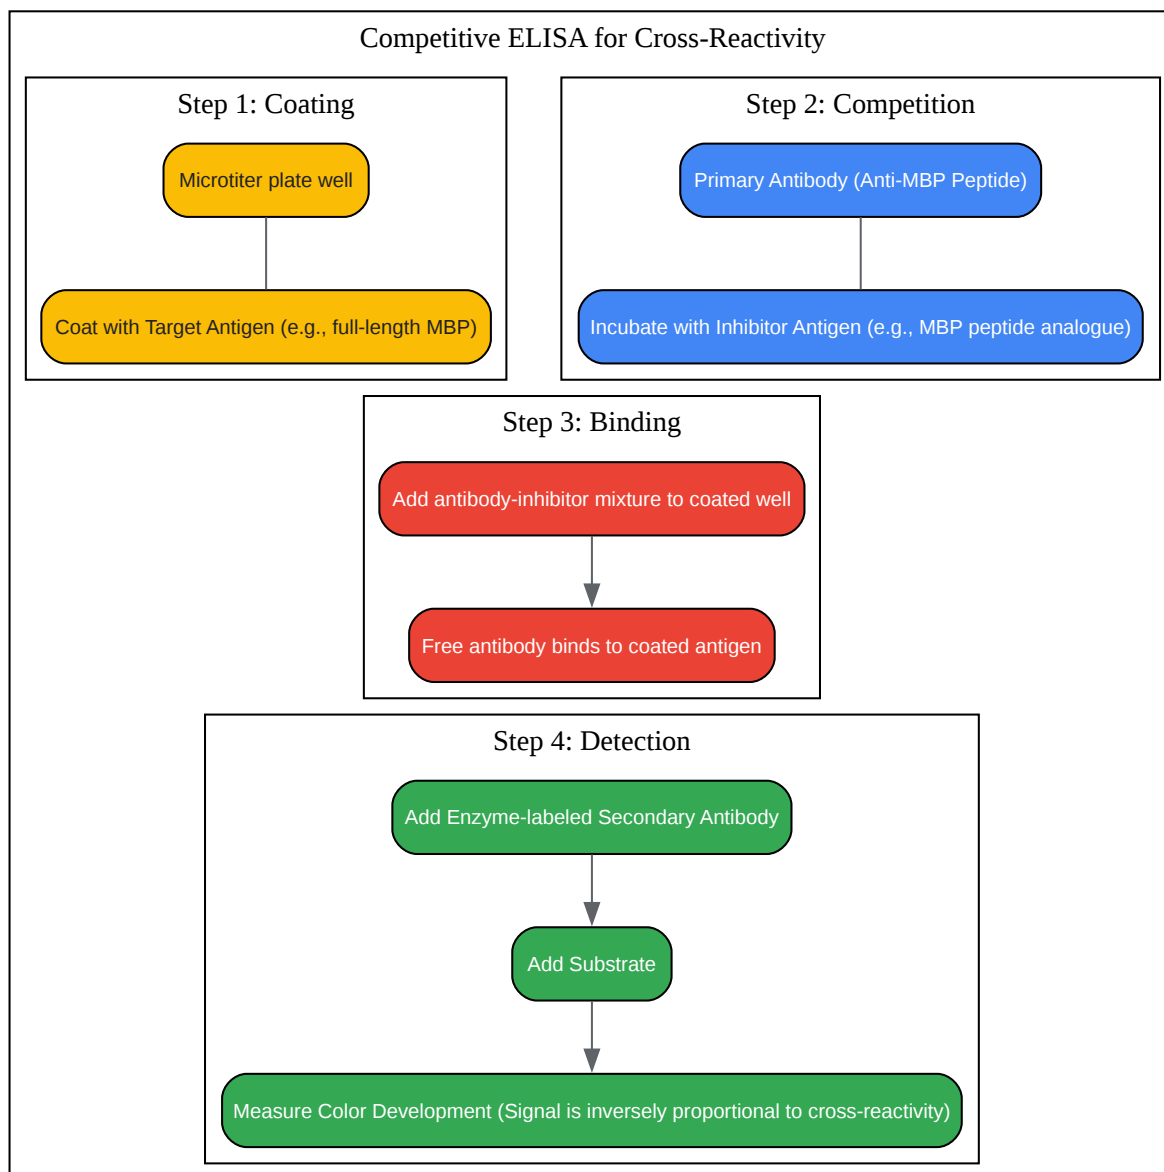 Competitive ELISA for Cross-Reactivity
Step 1: Coating
Microtiter plate well
Coat with Target Antigen (e.g., full-length MBP)
Step 2: Competition
Primary Antibody (Anti-MBP Peptide)
Incubate with Inhibitor Antigen (e.g., MBP peptide analogue)
Step 3: Binding
Add antibody-inhibitor mixture to coated well
Free antibody binds to coated antigen
Step 4: Detection
Add Enzyme-labeled Secondary Antibody
Add Substrate
Measure Color Development (Signal is inversely proportional to cross-reactivity)